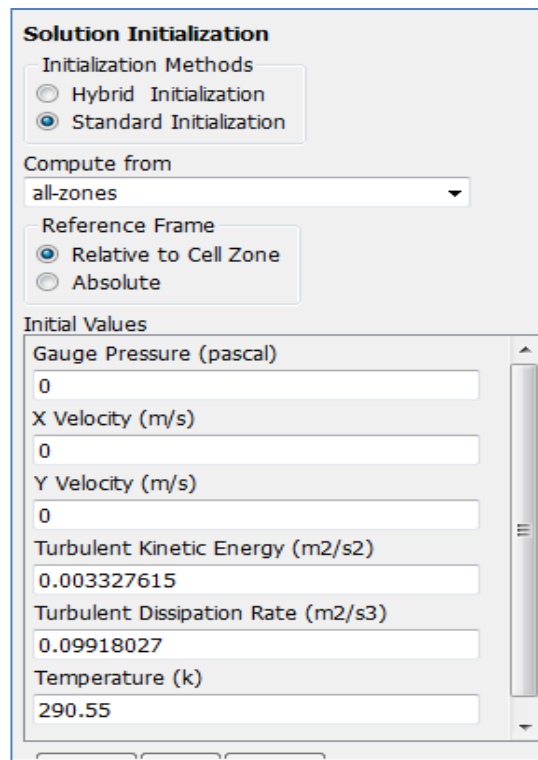 Solution Initialization
Initialization Methods
Hybrid Initialization
Standard Initialization
Compute from
all-zones
Reference Frame
Relative to Cell Zone
Absolute
Initial Values
Gauge Pressure (pascal)
0
X Velocity (m/s)
0
Y Velocity (m/s)
0
Turbulent Kinetic Energy (m2/s2)
0.003327615
Turbulent Dissipation Rate (m2/s3)
0.09918027
Temperature (k)
290.55